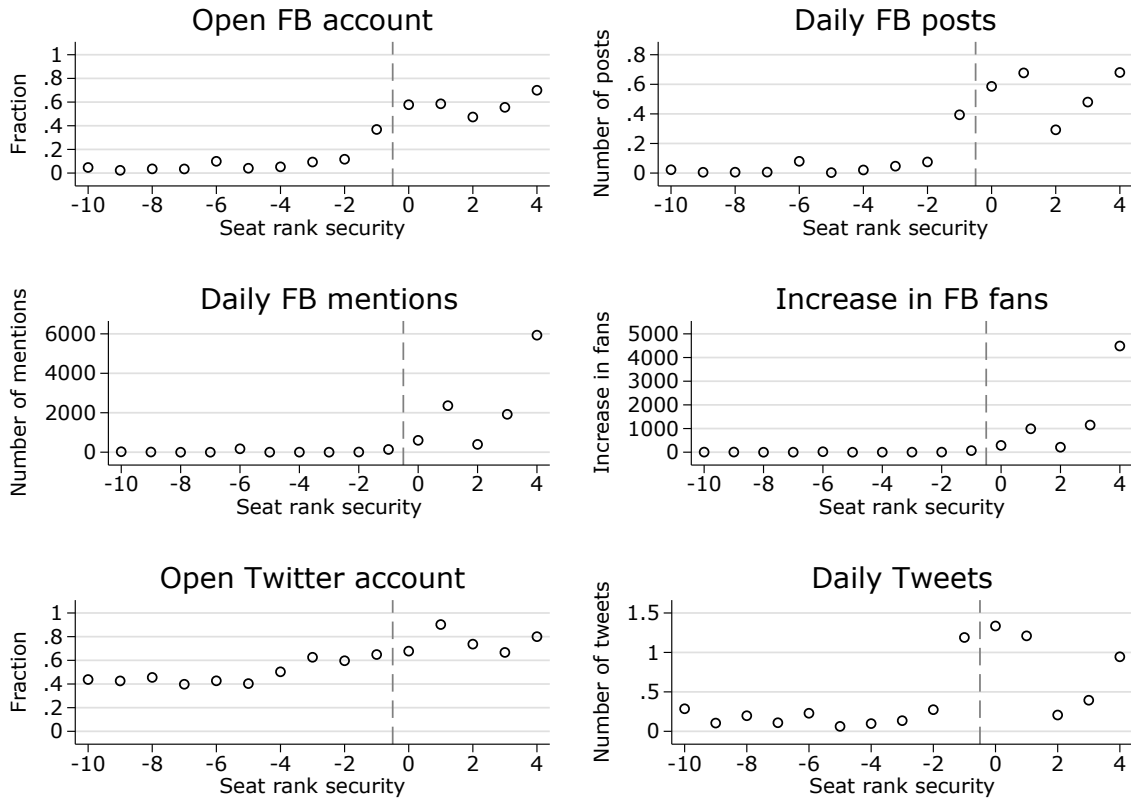 Open FB account
Fraction
1
.8
.6
.4
.2
0
-10 -8 -6 -4 -2 0 2 4
Seat rank security
Daily FB posts
Number of posts
.8
.6
.4
.2
0
-10 -8 -6 -4 -2 0 2 4
Seat rank security
Daily FB mentions
Number of mentions
6000
4000
2000
0
-10 -8 -6 -4 -2 0 2 4
Seat rank security
Increase in FB fans
Increase in fans
5000
4000
3000
2000
1000
0
-10 -8 -6 -4 -2 0 2 4
Seat rank security
Open Twitter account
Fraction
1
.8
.6
.4
.2
0
-10 -8 -6 -4 -2 0 2 4
Seat rank security
Daily Tweets
Number of tweets
1.5
1
.5
0
-10 -8 -6 -4 -2 0 2 4
Seat rank security